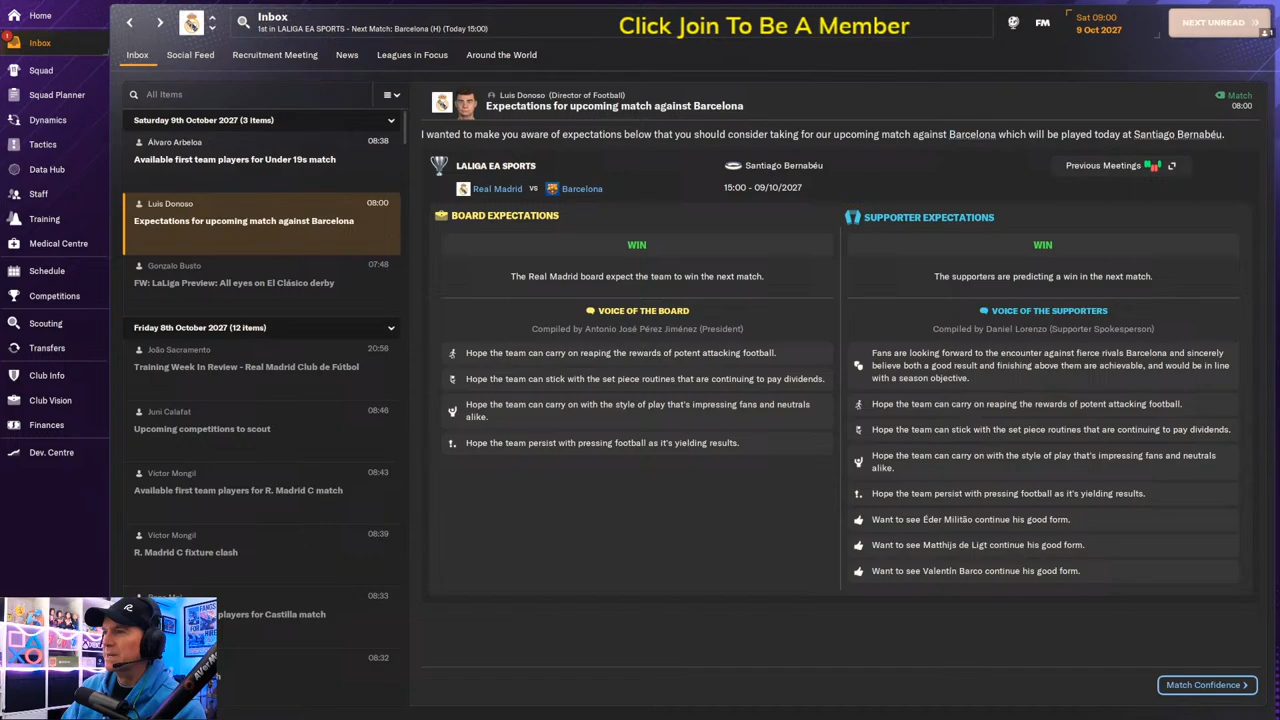 Home
Inbox
1st in LALIGA EA SPORTS - Next Match: Barcelona (H) (Today 15:00)
Click Join To Be A Member
FM
Sat 09:00
9 Oct 2027
NEXT UNREAD
1
1
Inbox
Squad
Squad Planner
Dynamics
Tactics
Data Hub
Staff
Training
Medical Centre
Schedule
Competitions
Scouting
Transfers
Club Info
Club Vision
Finances
Dev. Centre
Inbox
Social Feed
Recruitment Meeting
News
Leagues in Focus
Around the World
All Items
Saturday 9th October 2027 (3 items)
Álvaro Arbeloa
08:38
Available first team players for Under 19s match
Luis Donoso
08:00
Expectations for upcoming match against Barcelona
Gonzalo Busto
07:48
FW: LaLiga Preview: All eyes on El Clásico derby
Friday 8th October 2027 (12 items)
João Sacramento
20:56
Training Week In Review - Real Madrid Club de Fútbol
Juni Calafat
08:46
Upcoming competitions to scout
Víctor Mongil
08:43
Available first team players for R. Madrid C match
Víctor Mongil
08:39
R. Madrid C fixture clash
08:33
players for Castilla match
08:32
Luis Donoso (Director of Football)
Expectations for upcoming match against Barcelona
Match
08:00
I wanted to make you aware of expectations below that you should consider taking for our upcoming match against Barcelona which will be played today at Santiago Bernabéu.
LALIGA EA SPORTS
Real Madrid vs Barcelona
Santiago Bernabéu
15:00 - 09/10/2027
Previous Meetings
BOARD EXPECTATIONS
WIN
The Real Madrid board expect the team to win the next match.
VOICE OF THE BOARD
Compiled by Antonio José Pérez Jiménez (President)
Hope the team can carry on reaping the rewards of potent attacking football.
Hope the team can stick with the set piece routines that are continuing to pay dividends.
Hope the team can carry on with the style of play that's impressing fans and neutrals
alike.
Hope the team persist with pressing football as it's yielding results.
SUPPORTER EXPECTATIONS
WIN
The supporters are predicting a win in the next match.
VOICE OF THE SUPPORTERS
Compiled by Daniel Lorenzo (Supporter Spokesperson)
Fans are looking forward to the encounter against fierce rivals Barcelona and sincerely
believe both a good result and finishing above them are achievable, and would be in line
with a season objective.
Hope the team can carry on reaping the rewards of potent attacking football.
Hope the team can stick with the set piece routines that are continuing to pay dividends.
Hope the team can carry on with the style of play that's impressing fans and neutrals
alike.
Hope the team persist with pressing football as it's yielding results.
Want to see Éder Militão continue his good form.
Want to see Matthijs de Ligt continue his good form.
Want to see Valentín Barco continue his good form.
Match Confidence